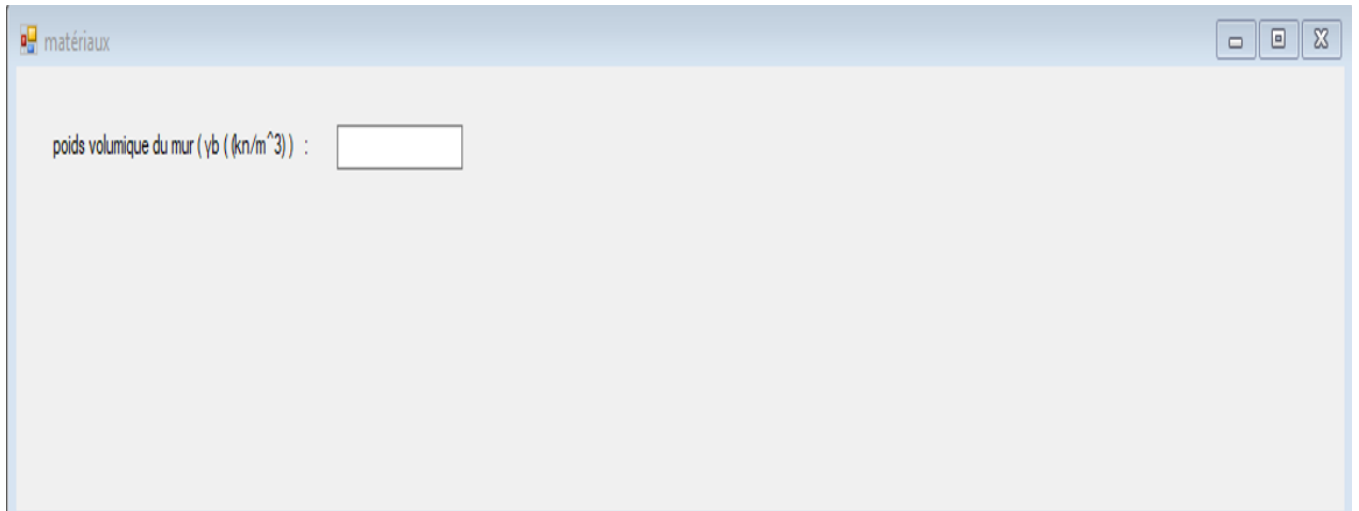 matériaux
poids volumique du mur ( γb ( (kn/m^3) ) :